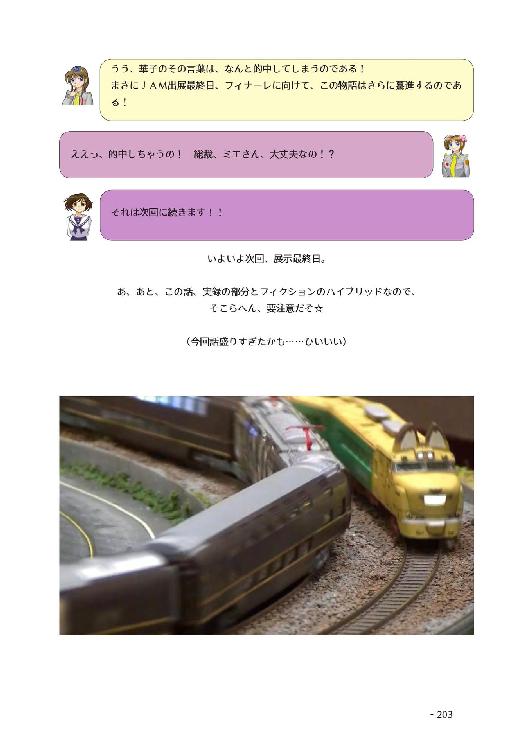 うう、華子のその言葉は、なんと的中してしまうのである！
まさにＪＡＭ出展最終日、フィナーレに向けて、この物語はさらに驀進するのであ
る！
ええっ、的中しちゃうの！　総裁、ミエさん、大丈夫なの！？
それは次回に続きます！！
いよいよ次回、展示最終日。
あ、あと、この話、実録の部分とフィクションのハイブリッドなので、
そこらへん、要注意だぞ☆
（今回話盛りすぎたかも……ひいいい）
- 203